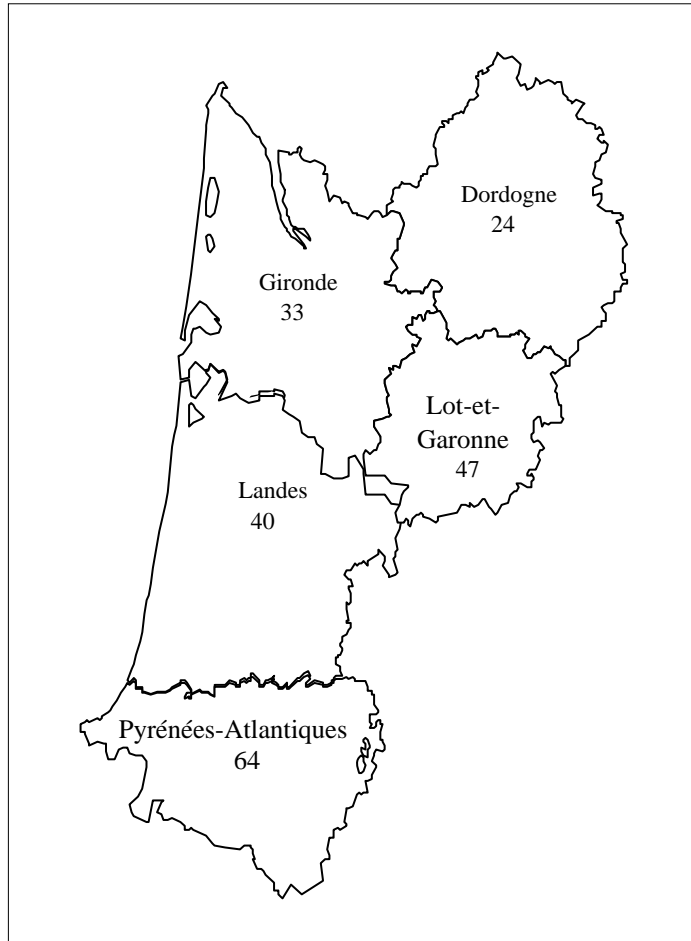 Dordogne
24
Gironde
33
Lot-et-
Garonne
47
Landes
40
Pyrénées-Atlantiques
64